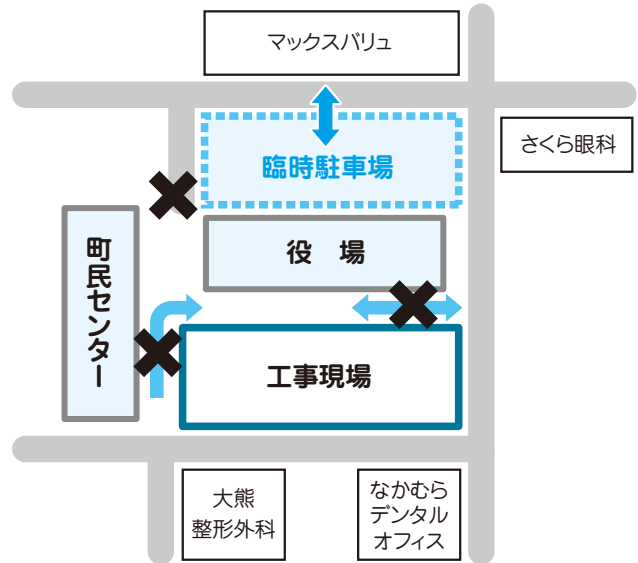 マックスバリュ
さくら眼科
臨時駐車場
役　場
町民センター
工事現場
大熊
整形外科
なかむら
デンタル
オフィス